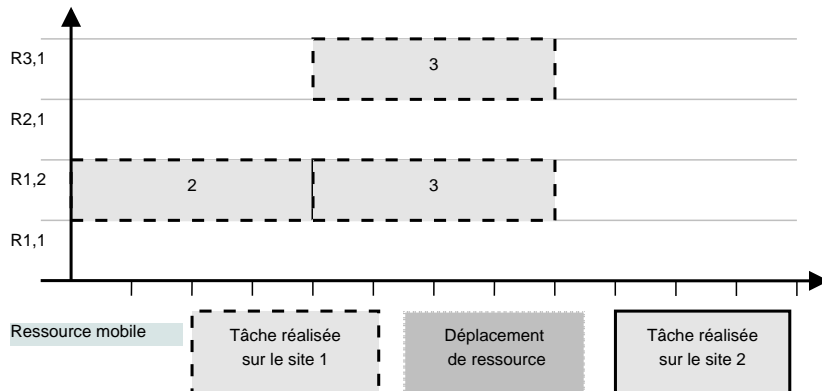 R3,1
3
R2,1
R1,2
2
3
R1,1
Ressource mobile
Tâche réalisée
sur le site 1
Déplacement
de ressource
Tâche réalisée
sur le site 2